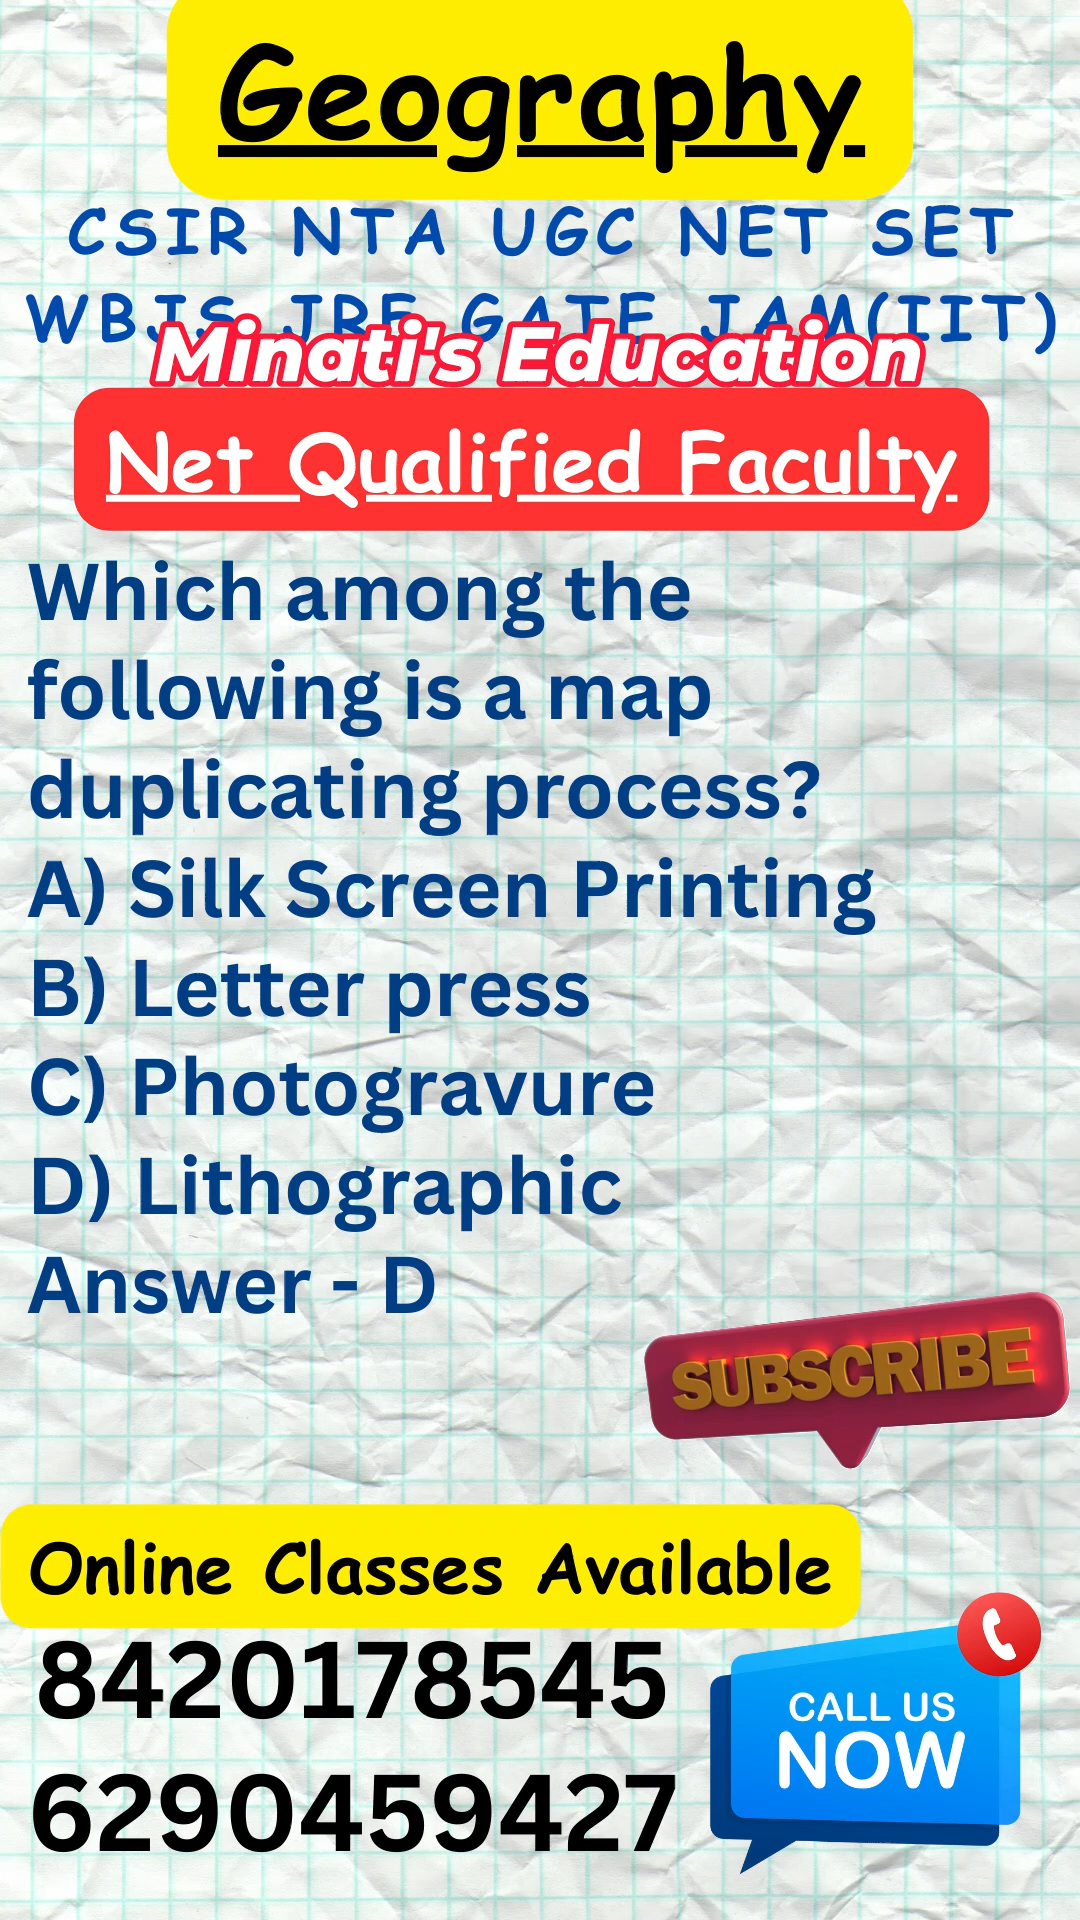 Geography
CSIR NTA UGC NET SET
WBJS JRF GATE JAM(IIT)
Minati's Education
Net Qualified Faculty
Which among the
following is a map
duplicating process?
A) Silk Screen Printing
B) Letter press
C) Photogravure
D) Lithographic
Answer - D
SUBSCRIBE
Online Classes Available
8420178545
CALL US
NOW
6290459427